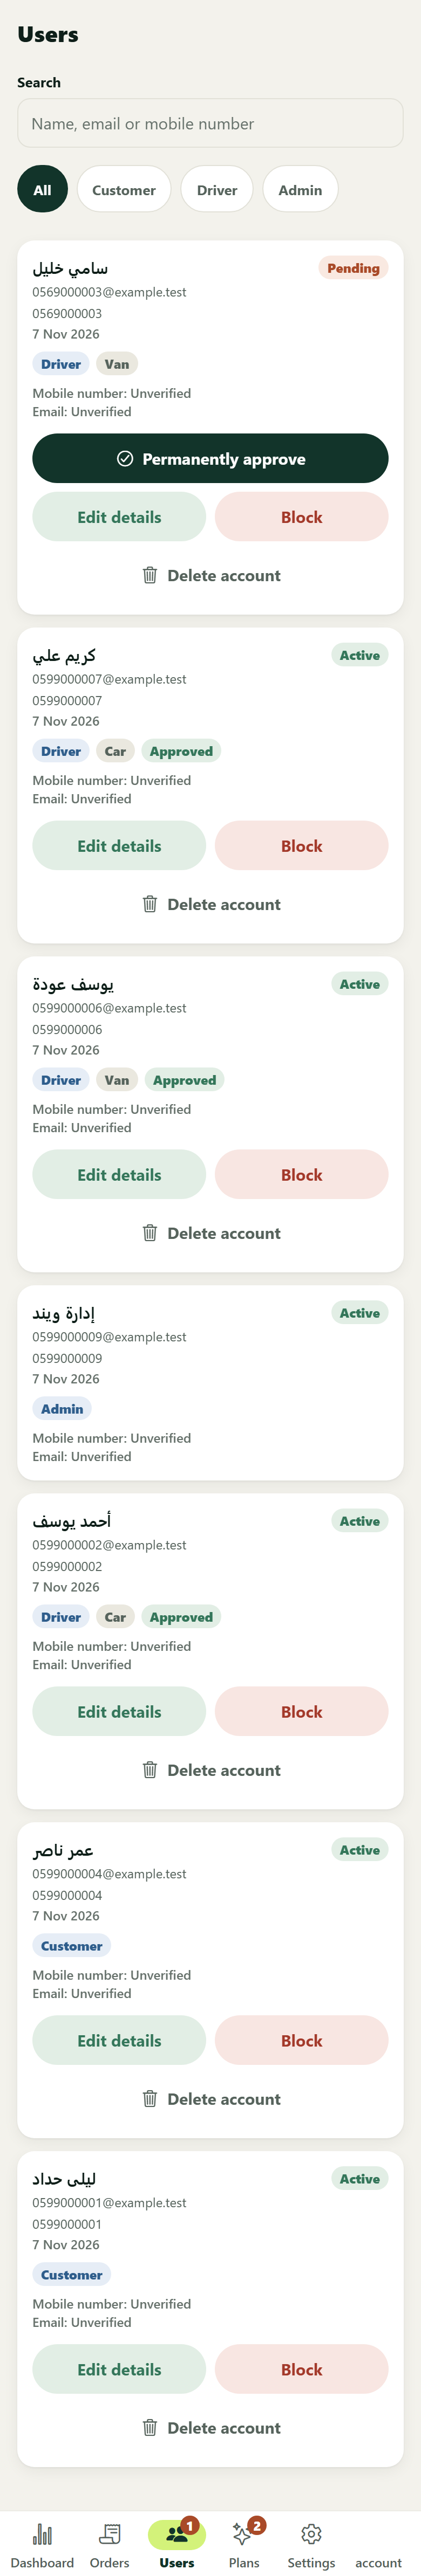 Users
Search
Name, email or mobile number
All Customer Driver Admin
سامي خليل Pending
0569000003@example.test
0569000003
7 Nov 2026
Driver Van
Mobile number: Unverified
Email: Unverified
Permanently approve
Edit details Block
Delete account
كريم علي Active
0599000007@example.test
0599000007
7 Nov 2026
Driver Car Approved
Mobile number: Unverified
Email: Unverified
Edit details Block
Delete account
يوسف عودة Active
0599000006@example.test
0599000006
7 Nov 2026
Driver Van Approved
Mobile number: Unverified
Email: Unverified
Edit details Block
Delete account
إدارة ويند Active
0599000009@example.test
0599000009
7 Nov 2026
Admin
Mobile number: Unverified
Email: Unverified
أحمد يوسف Active
0599000002@example.test
0599000002
7 Nov 2026
Driver Car Approved
Mobile number: Unverified
Email: Unverified
Edit details Block
Delete account
عمر ناصر Active
0599000004@example.test
0599000004
7 Nov 2026
Customer
Mobile number: Unverified
Email: Unverified
Edit details Block
Delete account
ليلى حداد Active
0599000001@example.test
0599000001
7 Nov 2026
Customer
Mobile number: Unverified
Email: Unverified
Edit details Block
Delete account
1 2
Dashboard Orders Users Plans Settings account